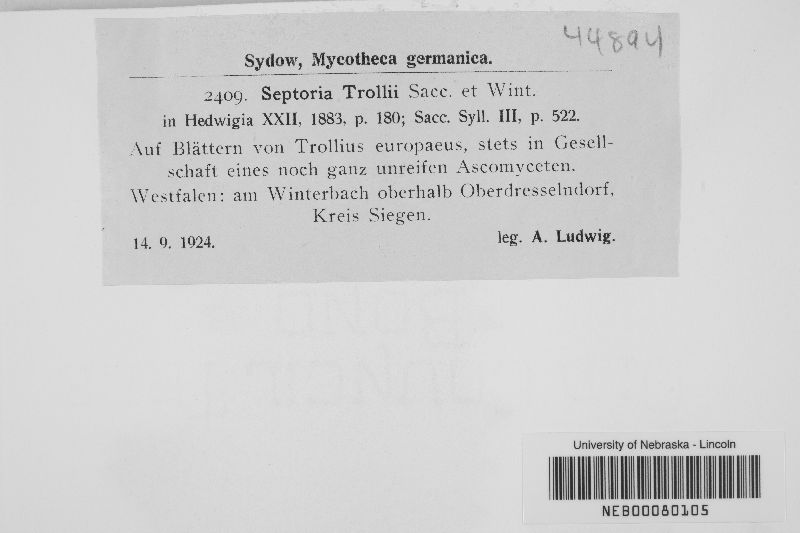 44894
Sydow, Mycotheca germanica.
2409. Septoria Trollii Sacc. et Wint.
in Hedwigia XXII, 1883, p. 180; Sacc. Syll. III, p. 522.
Auf Blättern von Trollius europaeus, stets in Gesell-
schaft eines noch ganz unreifen Ascomyceten.
Westfalen: am Winterbach oberhalb Oberdresselndorf,
Kreis Siegen.
14. 9. 1924. leg. A. Ludwig.
University of Nebraska - Lincoln
NEB00080105